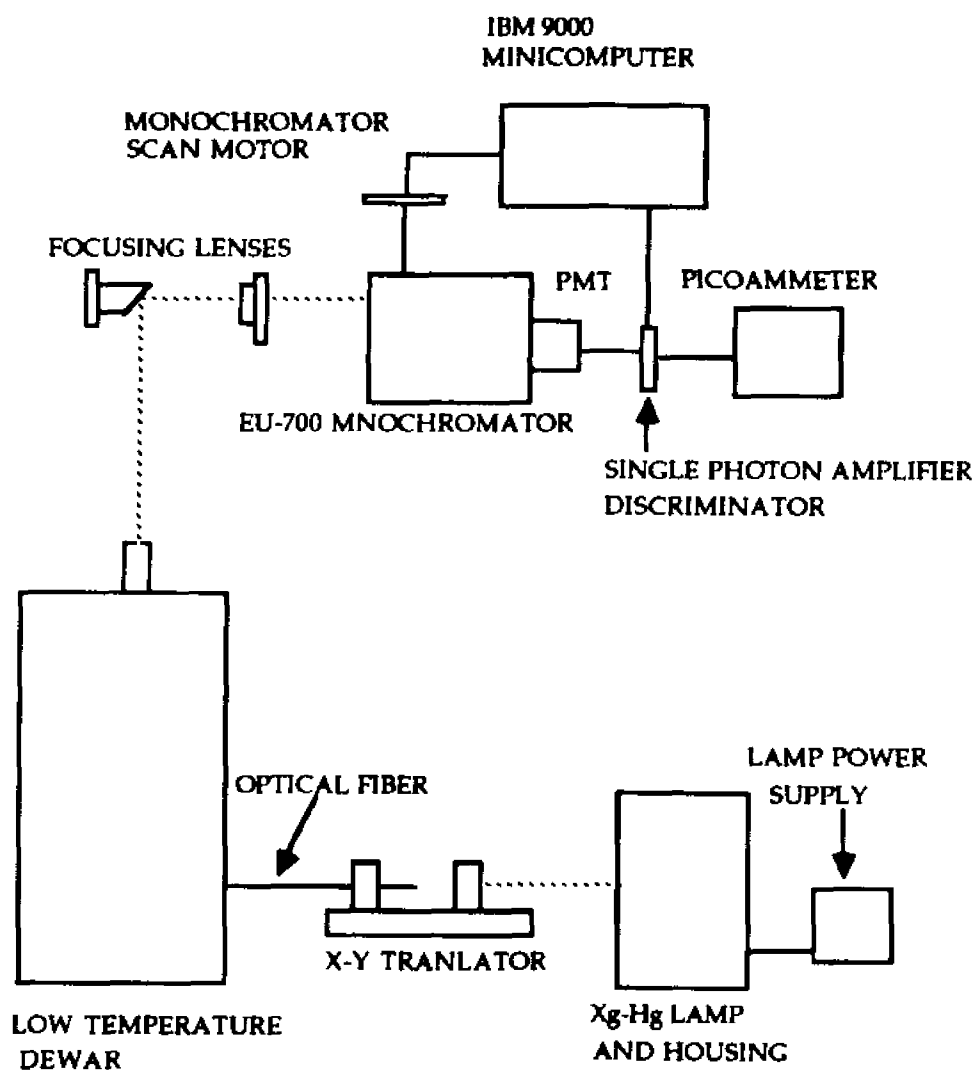 IBM 9000
MINICOMPUTER
MONOCHROMATOR
SCAN MOTOR
FOCUSING LENSES
PMT
PICOAMMETER
EU-700 MNOCHROMATOR
SINGLE PHOTON AMPLIFIER
DISCRIMINATOR
LAMP POWER
SUPPLY
OPTICAL FIBER
X-Y TRANLATOR
LOW TEMPERATURE
DEWAR
Xg-Hg LAMP
AND HOUSING